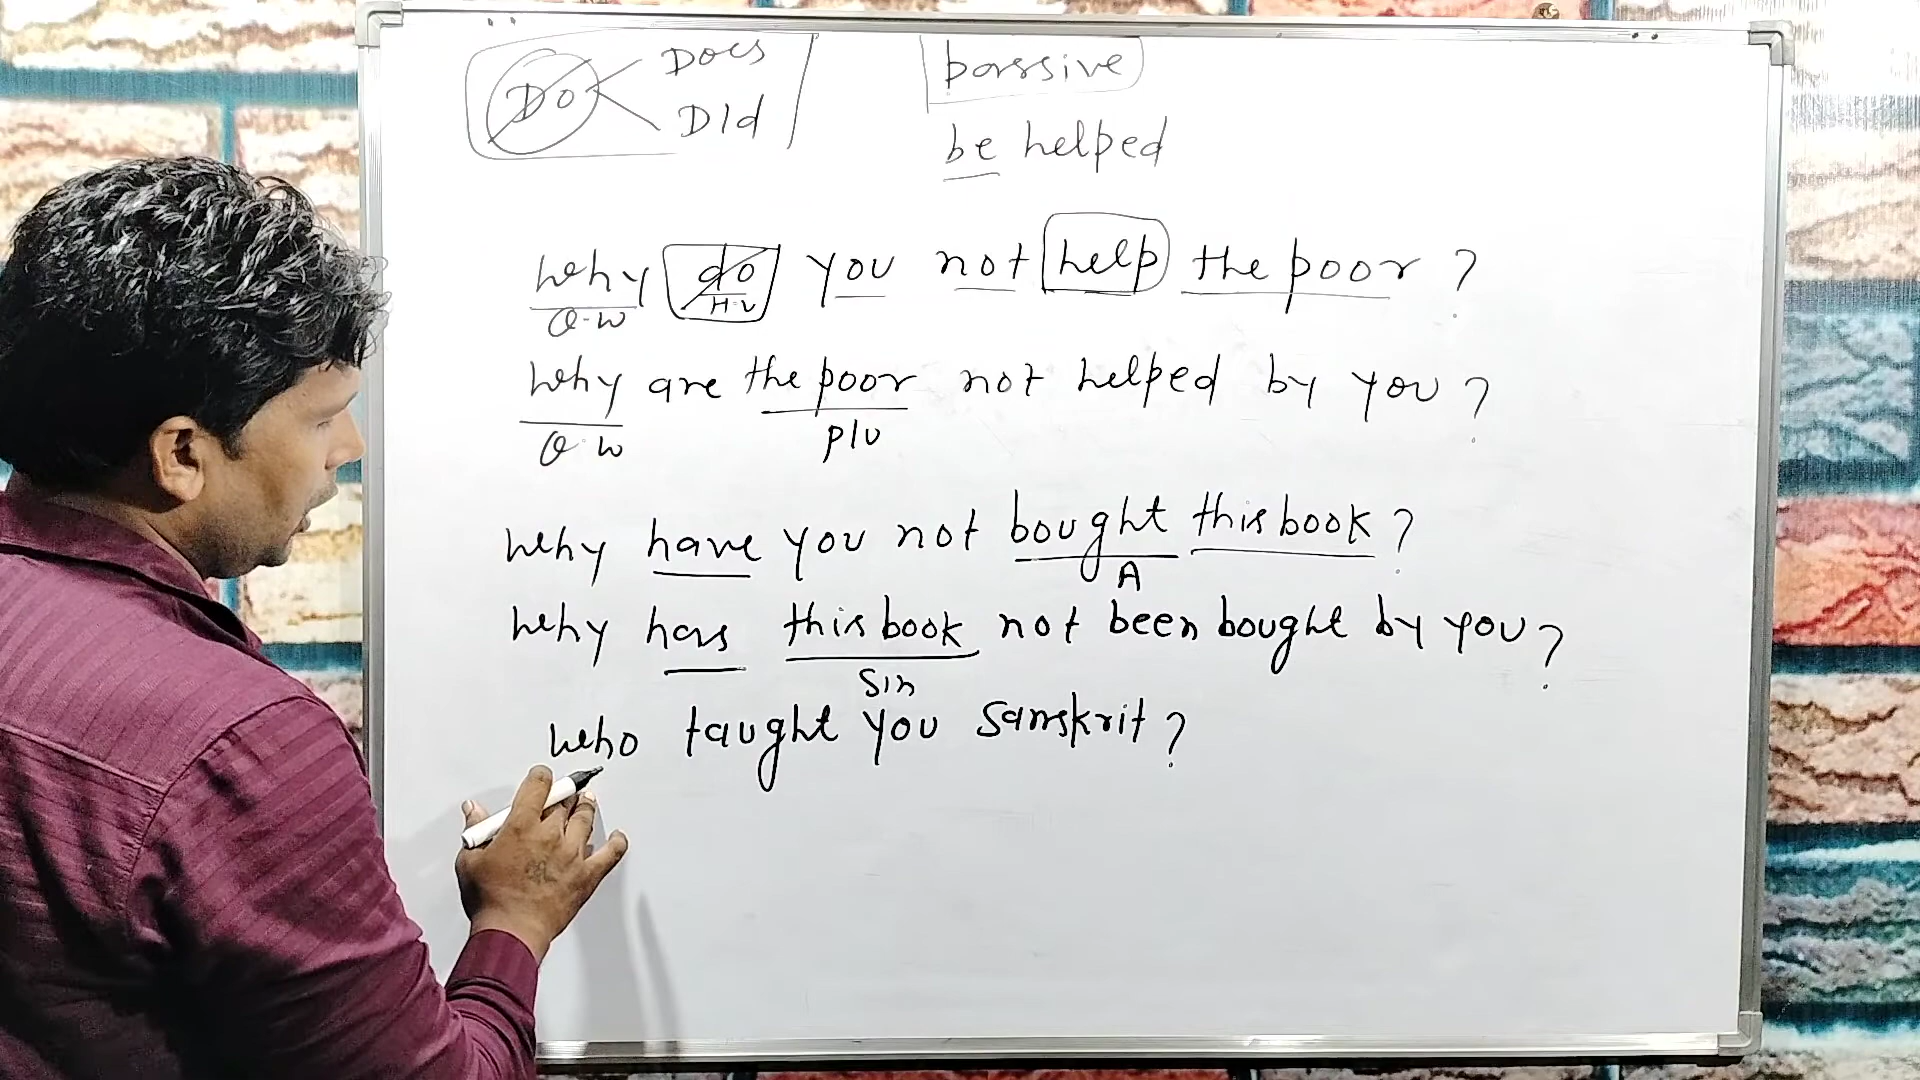 Do Does
Did
passive
be helped
why do you not help the poor ?
Q-W H-V
why are the poor not helped by you ?
Q-W plu
why have you not bought this book ?
A
why has this book not been bought by you ?
Sin
who taught you Sanskrit ?